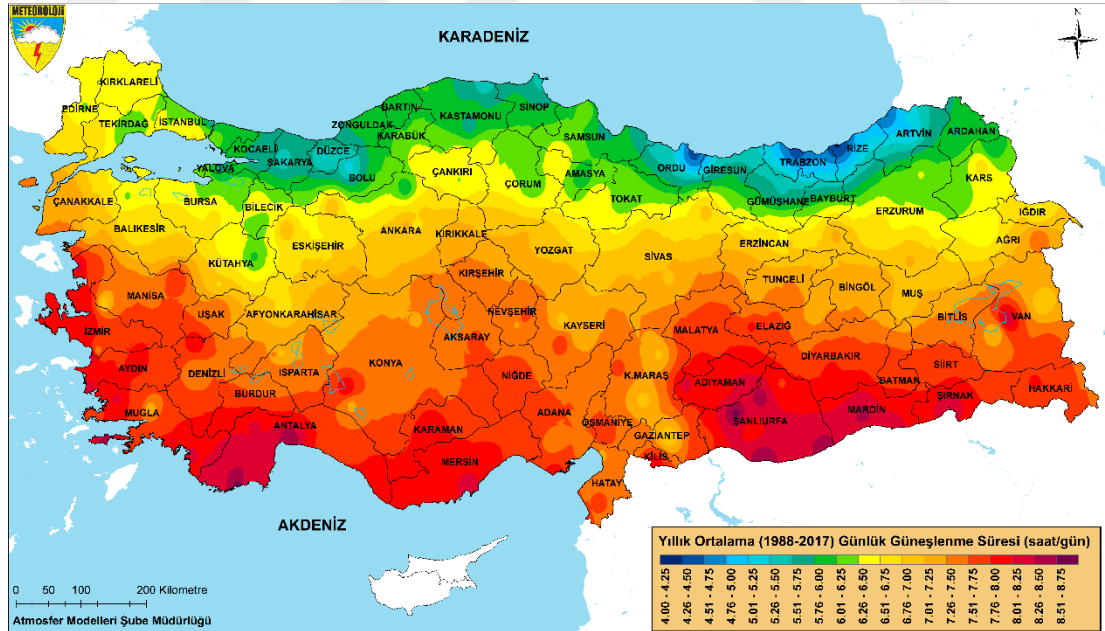 METEOROLOJİ
KARADENİZ
N
KIRKLARELİ
EDİRNE
TEKİRDAĞ
İSTANBUL
KOCAELİ
YALOVA
SAKARYA
DÜZCE
ZONGULDAK
BARTIN
KARABÜK
KASTAMONU
SİNOP
BOLU
ÇANKIRI
ÇORUM
SAMSUN
AMASYA
TOKAT
ORDU
GİRESUN
TRABZON
RİZE
ARTVİN
ARDAHAN
GÜMÜŞHANE
BAYBURT
KARS
ERZURUM
IĞDIR
AĞRI
ÇANAKKALE
BALIKESİR
BURSA
BİLECİK
ESKİŞEHİR
KÜTAHYA
ANKARA
KIRIKKALE
YOZGAT
SİVAS
ERZİNCAN
TUNCELİ
BİNGÖL
MUŞ
BİTLİS
VAN
MANİSA
UŞAK
AFYONKARAHİSAR
KIRŞEHİR
NEVŞEHİR
KAYSERİ
MALATYA
ELAZIĞ
İZMİR
AYDIN
DENİZLİ
ISPARTA
BURDUR
KONYA
AKSARAY
NİĞDE
K.MARAŞ
ADIYAMAN
DİYARBAKIR
BATMAN
SİİRT
ŞIRNAK
HAKKARİ
MUGLA
ANTALYA
KARAMAN
MERSİN
ADANA
OSMANİYE
GAZİANTEP
KİLİS
HATAY
ŞANLIURFA
MARDİN
AKDENİZ
0 50 100 200 Kilometre
Atmosfer Modelleri Şube Müdürlüğü
Yıllık Ortalama (1988-2017) Günlük Güneşlenme Süresi (saat/gün)
4.00 - 4.25
4.26 - 4.50
4.51 - 4.75
4.76 - 5.00
5.01 - 5.25
5.26 - 5.50
5.51 - 5.75
5.76 - 6.00
6.01 - 6.25
6.26 - 6.50
6.51 - 6.75
6.76 - 7.00
7.01 - 7.25
7.26 - 7.50
7.51 - 7.75
7.76 - 8.00
8.01 - 8.25
8.26 - 8.50
8.51 - 8.75